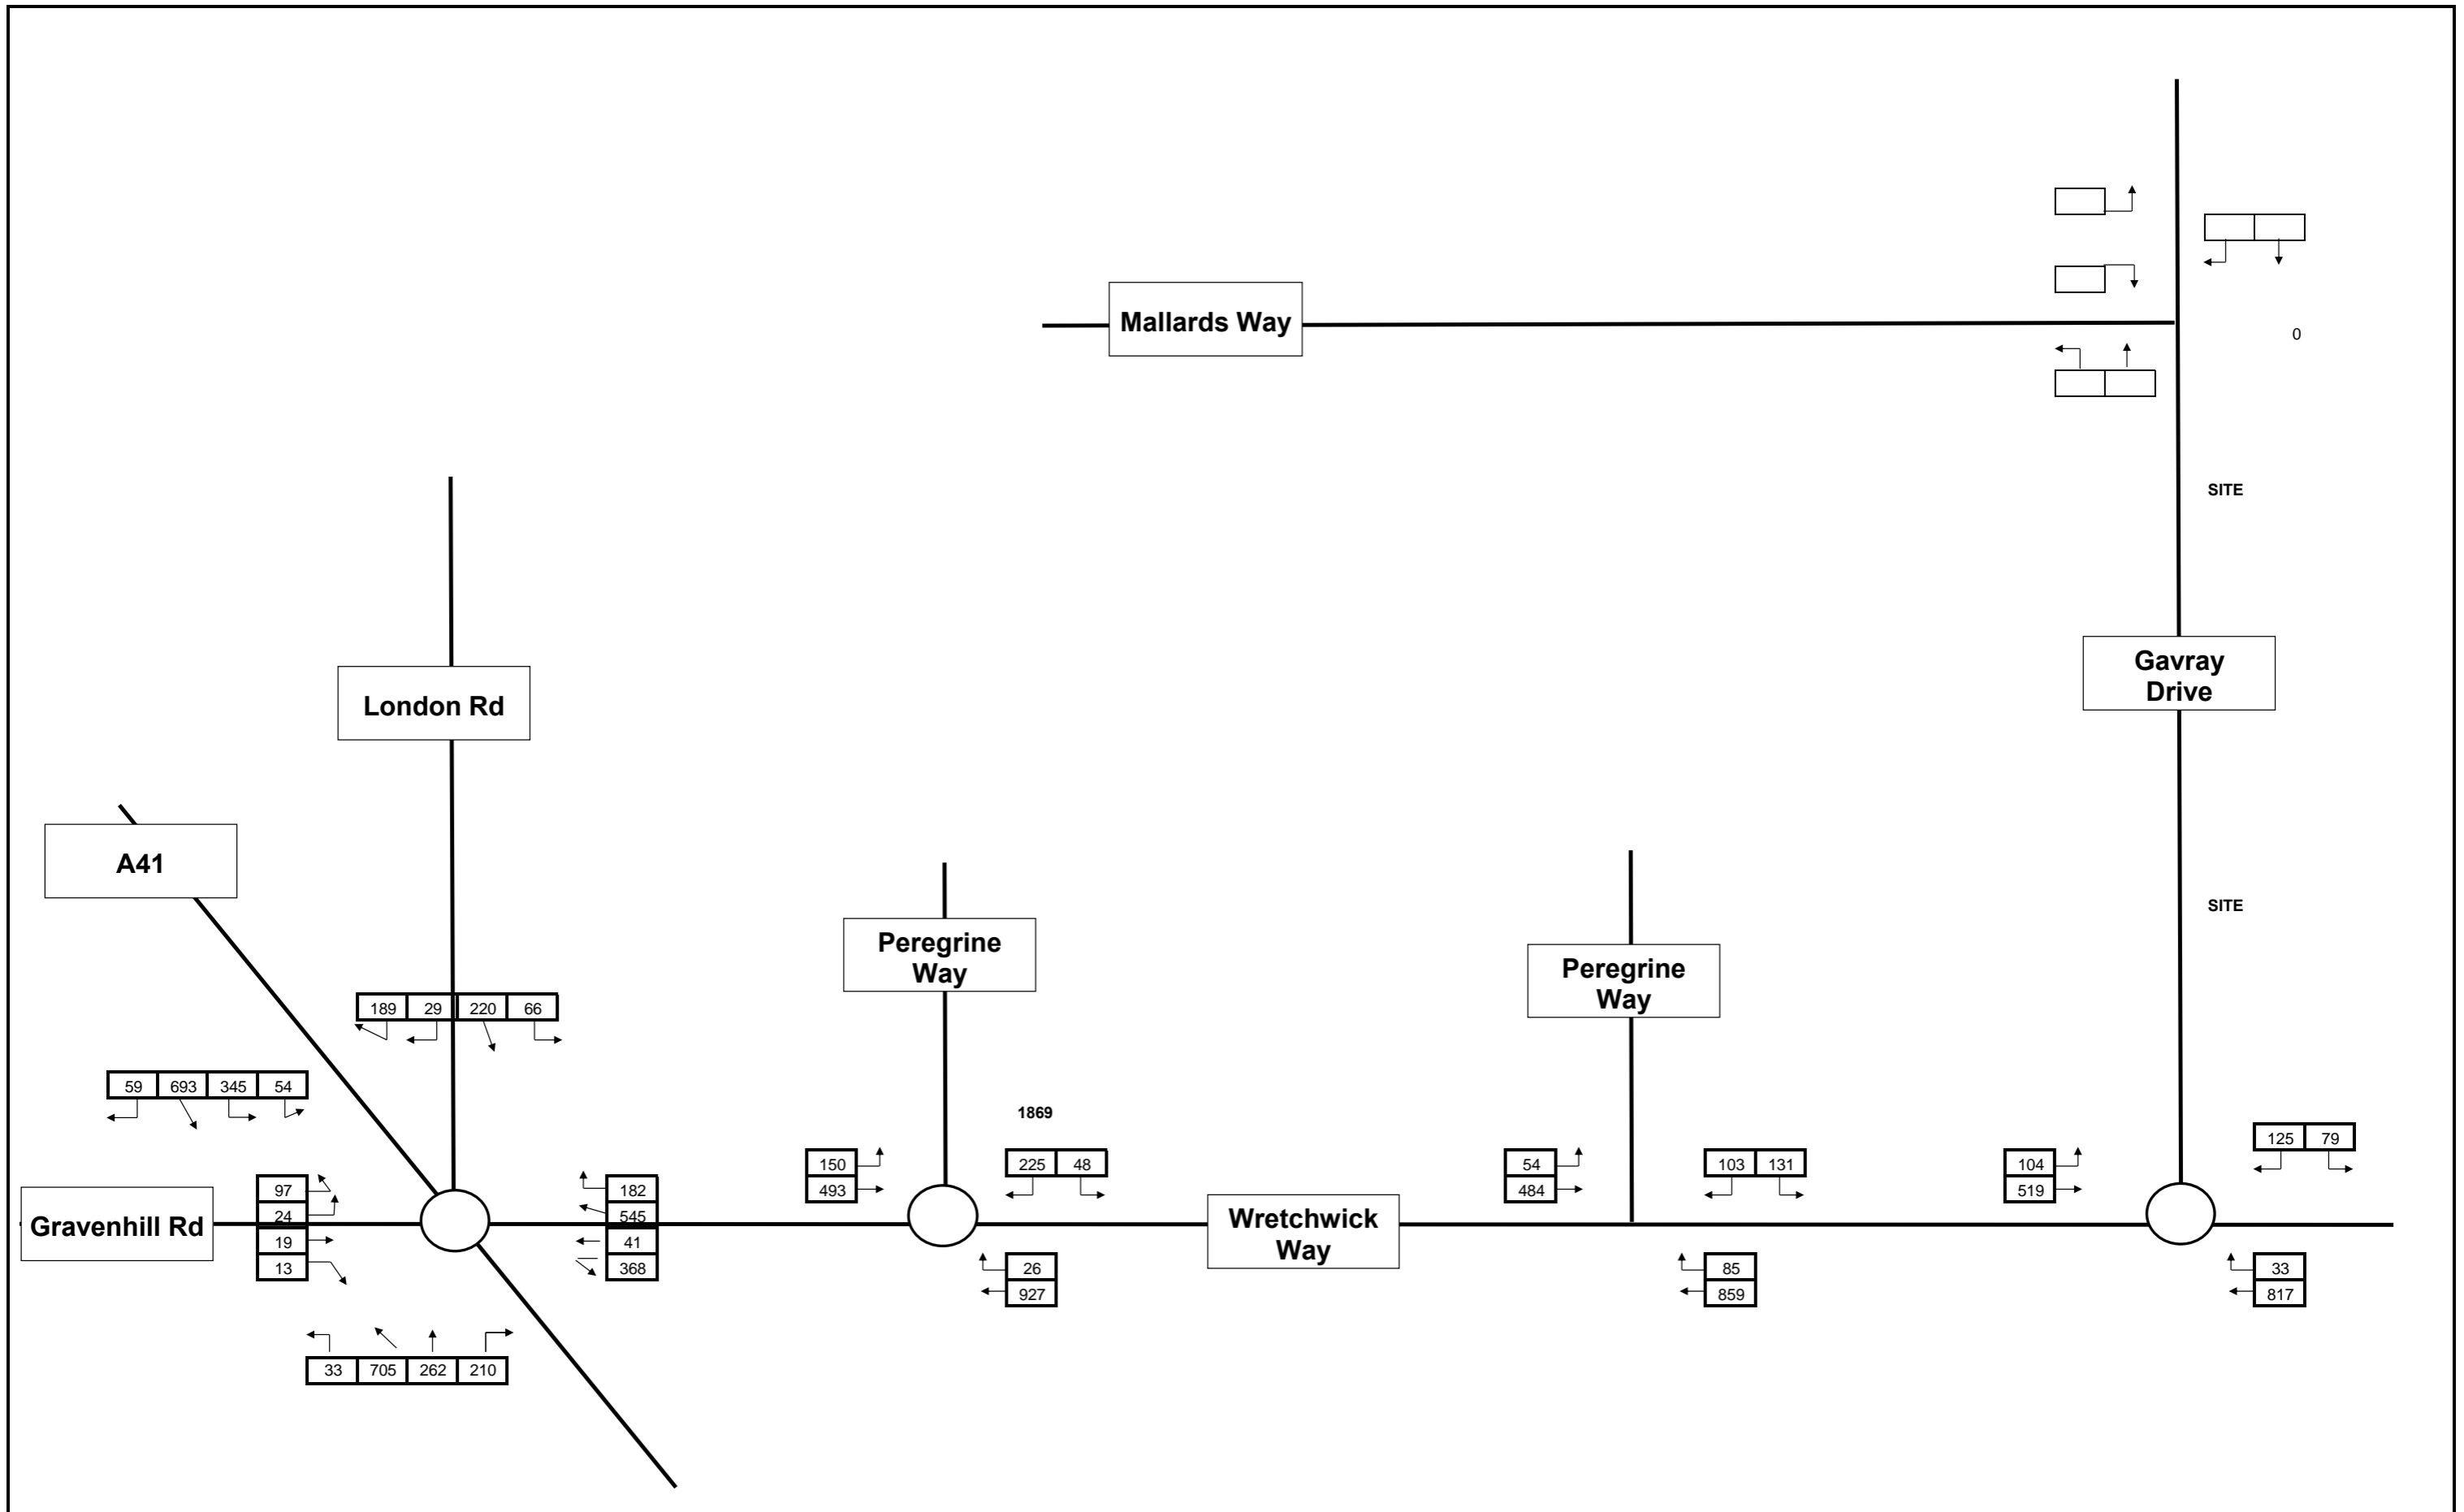 Mallards Way
0
SITE
Gavray
Drive
London Rd
A41
SITE
Peregrine
Way
Peregrine
Way
189 29 220 66
59 693 345 54
1869
125 79
150
493
225 48
54
484
103 131
104
519
97
24
19
13
182
545
41
368
Gravenhill Rd
Wretchwick
Way
26
927
85
859
33
817
33 705 262 210